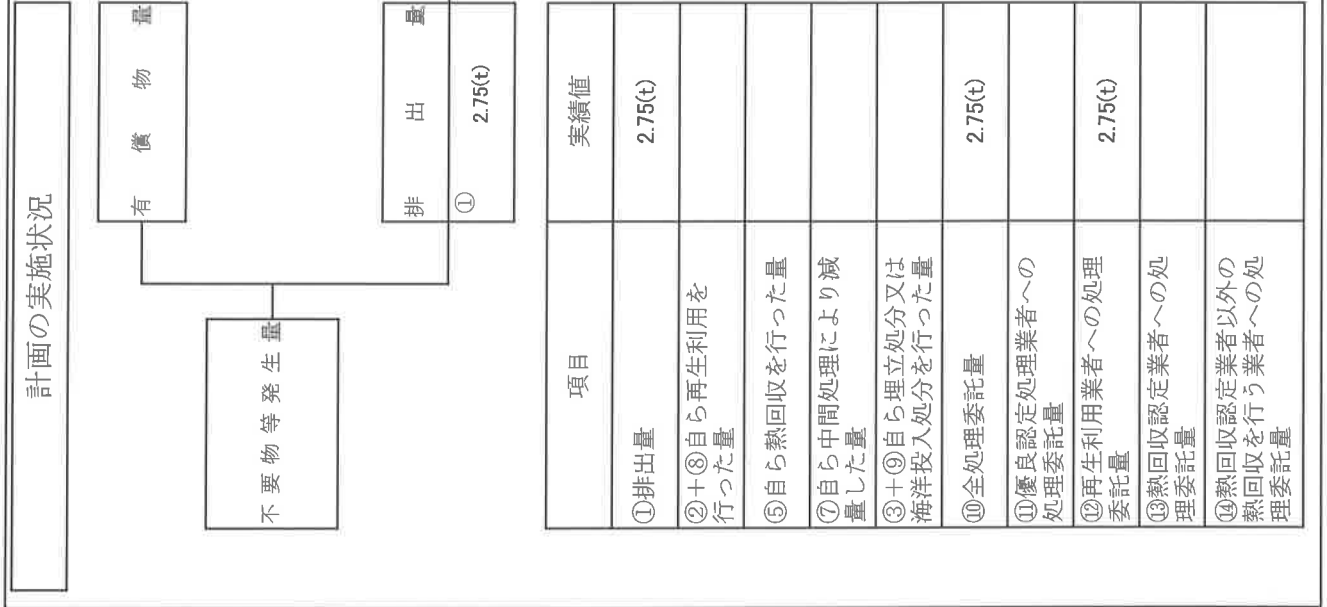 計画の実施状況
不要物等発生量
有償物量
排出量
①
2.75(t)
項目
実績値
①排出量
2.75(t)
②＋⑧自ら再生利用を
行った量
⑤自ら熱回収を行った量
⑦自ら中間処理により減
量した量
③＋⑨自ら埋立処分又は
海洋投入処分を行った量
⑩全処理委託量
2.75(t)
⑪優良認定処理業者への
処理委託量
⑫再生利用業者への処理
委託量
2.75(t)
⑬熱回収認定業者への処
理委託量
⑭熱回収認定業者以外の
熱回収を行う業者への処
理委託量